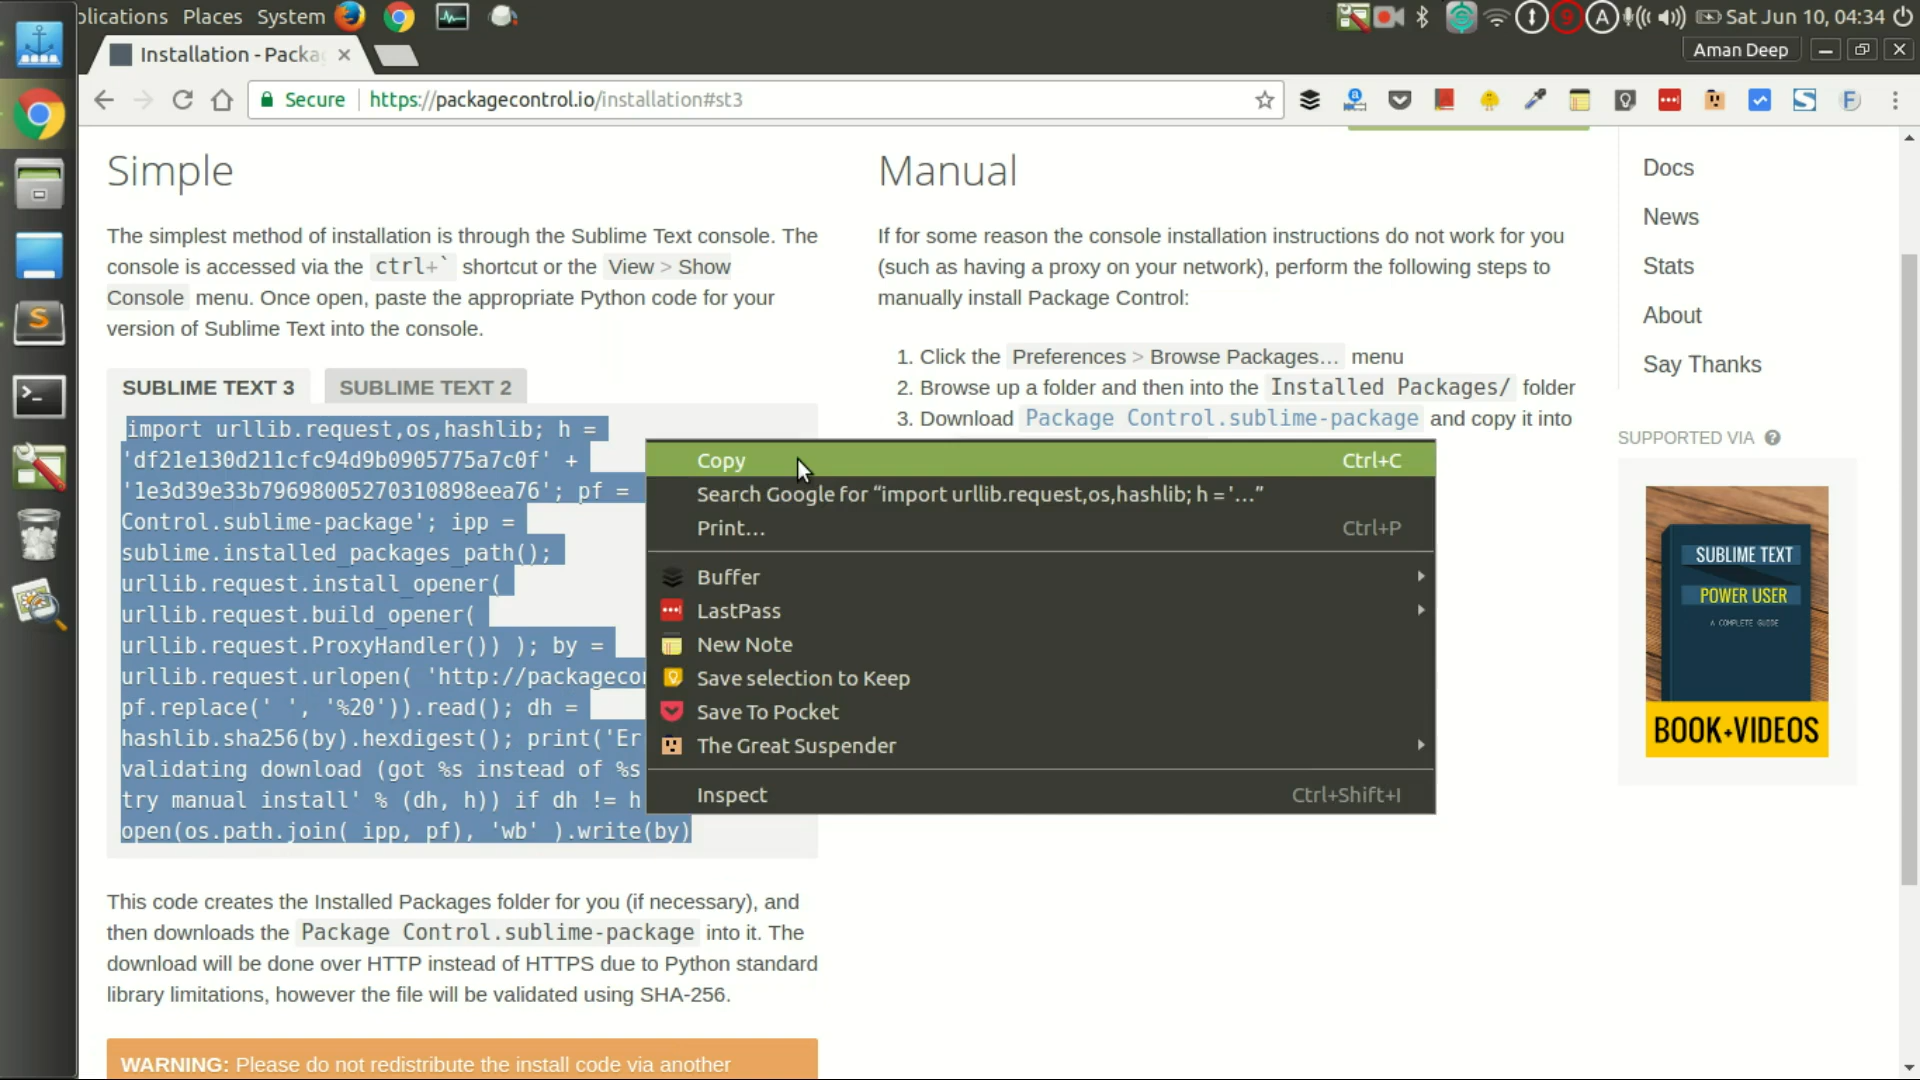 plications Places System
Sat Jun 10, 04:34
Installation - Packa
Aman Deep
Secure
https://packagecontrol.io/installation#st3
Simple
The simplest method of installation is through the Sublime Text console. The
console is accessed via the ctrl+` shortcut or the View > Show
Console menu. Once open, paste the appropriate Python code for your
version of Sublime Text into the console.
SUBLIME TEXT 3
SUBLIME TEXT 2
import urllib.request,os,hashlib; h =
'df21e130d211cfc94d9b0905775a7c0f' +
'1e3d39e33b79698005270310898eea76'; pf =
Control.sublime-package'; ipp =
sublime.installed_packages_path();
urllib.request.install_opener(
urllib.request.build_opener(
urllib.request.ProxyHandler()) ); by =
urllib.request.urlopen( 'http://packageco
pf.replace(' ', '%20')).read(); dh =
hashlib.sha256(by).hexdigest(); print('Er
validating download (got %s instead of %s
try manual install' % (dh, h)) if dh != h
open(os.path.join( ipp, pf), 'wb' ).write(by)
This code creates the Installed Packages folder for you (if necessary), and
then downloads the Package Control.sublime-package into it. The
download will be done over HTTP instead of HTTPS due to Python standard
library limitations, however the file will be validated using SHA-256.
WARNING: Please do not redistribute the install code via another
Manual
If for some reason the console installation instructions do not work for you
(such as having a proxy on your network), perform the following steps to
manually install Package Control:
1. Click the Preferences > Browse Packages… menu
2. Browse up a folder and then into the Installed Packages/ folder
3. Download Package Control.sublime-package and copy it into
Copy Ctrl+C
Search Google for “import urllib.request,os,hashlib; h = '…”
Print… Ctrl+P
Buffer
LastPass
New Note
Save selection to Keep
Save To Pocket
The Great Suspender
Inspect Ctrl+Shift+I
Docs
News
Stats
About
Say Thanks
SUPPORTED VIA ?
SUBLIME TEXT
POWER USER
A COMPLETE GUIDE
BOOK+VIDEOS